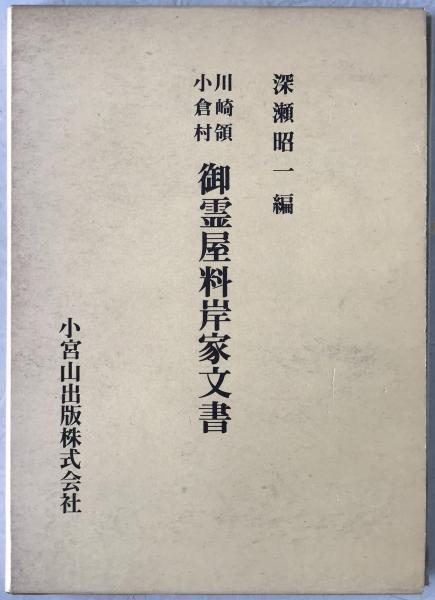 深瀬昭一編
川崎領
小倉村
御霊屋料岸家文書
小宮山出版株式会社